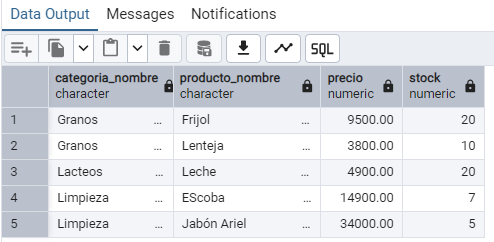 Data Output Messages Notifications
SQL
categoria_nombre producto_nombre precio stock
character character numeric numeric
1 Granos ... Frijol ... 9500.00 20
2 Granos ... Lenteja ... 3800.00 10
3 Lacteos ... Leche ... 4900.00 20
4 Limpieza ... EScoba ... 14900.00 7
5 Limpieza ... Jabón Ariel ... 34000.00 5